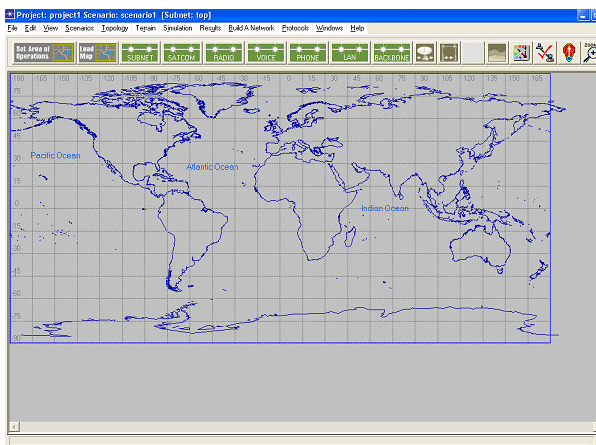 Project: project1 Scenario: scenario1 [Subnet: top]
File Edit View Scenarios Topology Terrain Simulation Results Build A Network Protocols Windows Help
Set Area of Operations Load Map SUBNET SATCOM RADIO VOICE PHONE LAN BACKBONE
180 165 150 135 120 105 90 75 60 45 30 15 0 15 30 45 60 75 90 105 120 135 150 165
75
60
45
Pacific Ocean
Atlantic Ocean
30
15
0
Indian Ocean
15
30
45
60
75
90